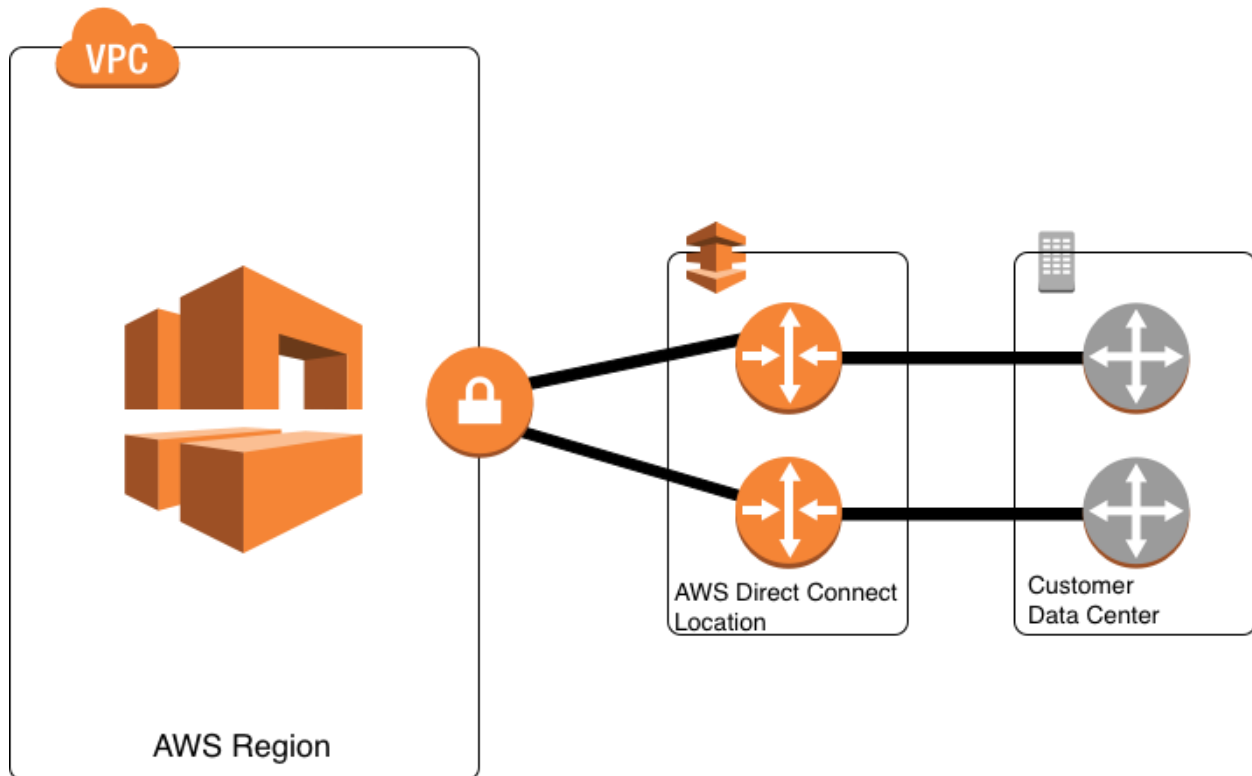 VPC
AWS Direct Connect
Location
Customer
Data Center
AWS Region